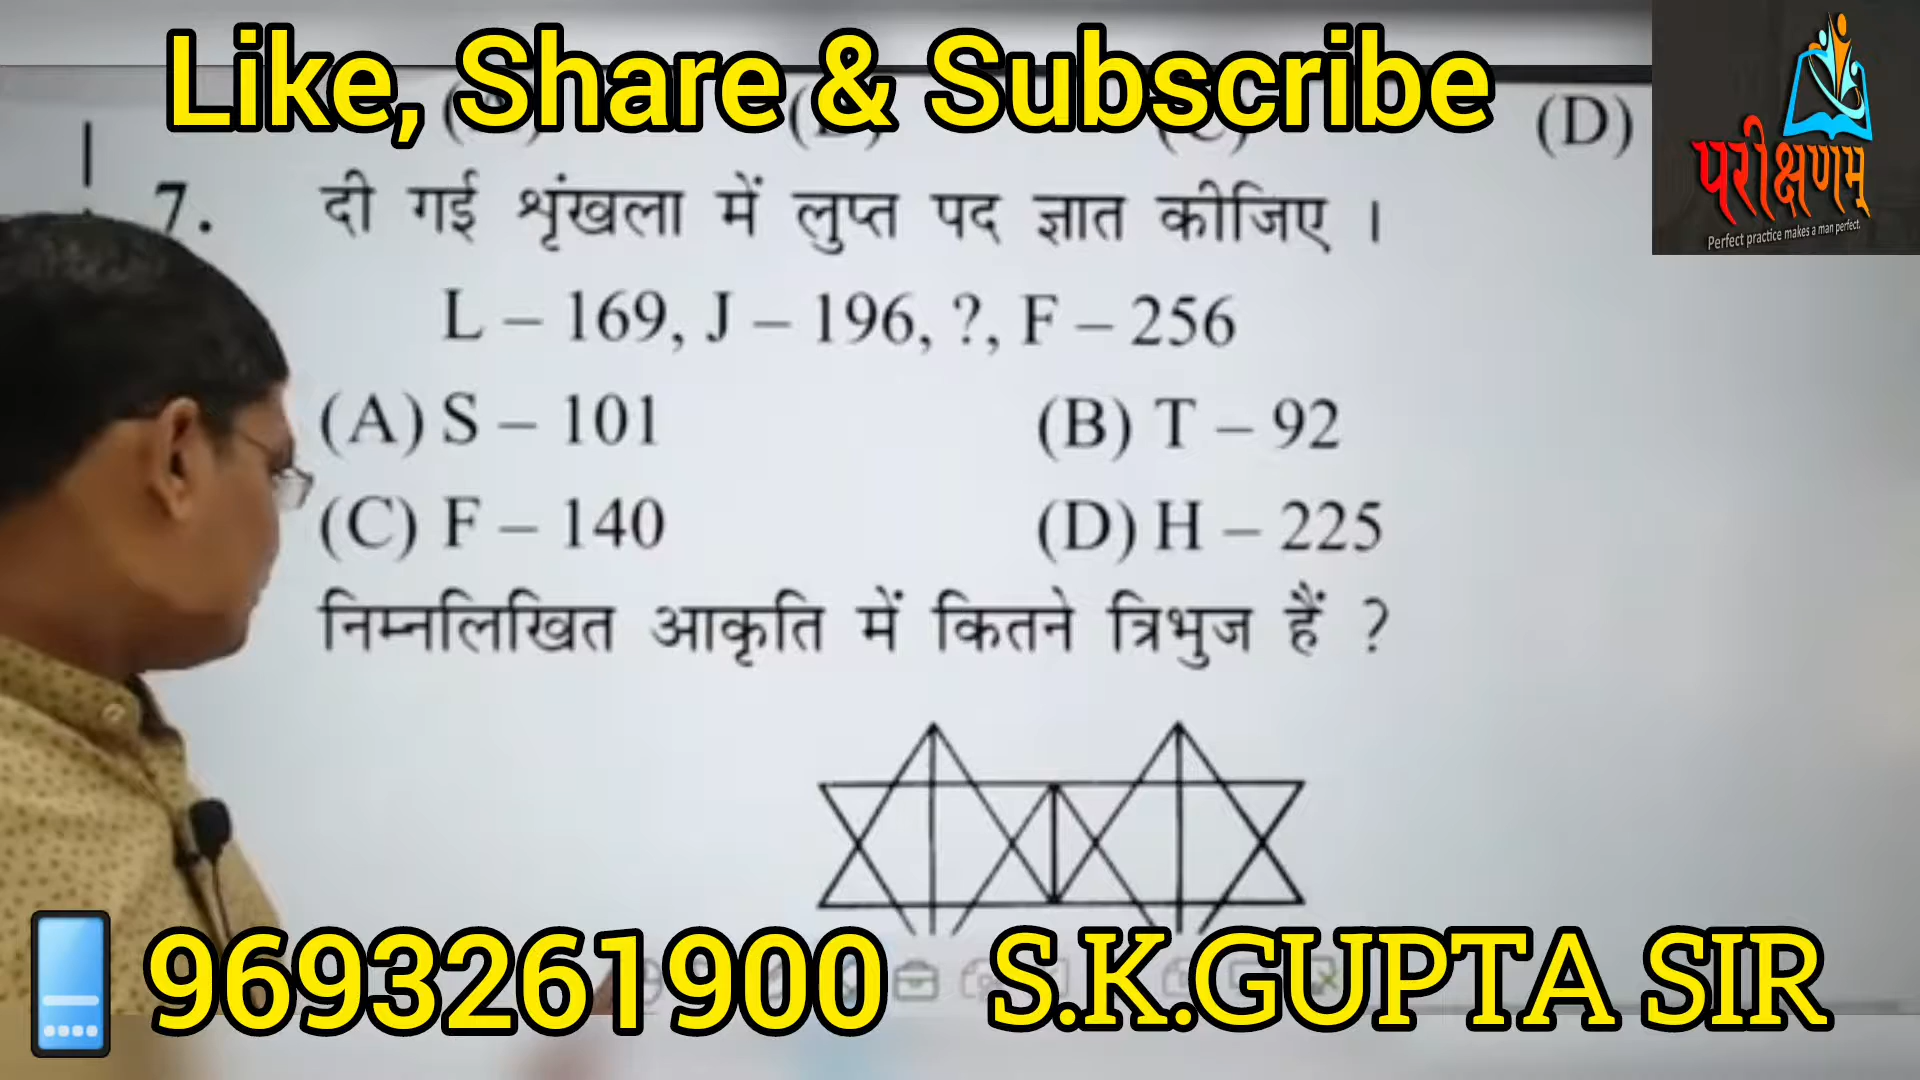 Like, Share & Subscribe
(D)
परीक्षणम्
Perfect practice makes a man perfect.
7. दी गई शृंखला में लुप्त पद ज्ञात कीजिए ।
L – 169, J – 196, ?, F – 256
(A) S – 101 (B) T – 92
(C) F – 140 (D) H – 225
निम्नलिखित आकृति में कितने त्रिभुज हैं ?
9693261900 S.K.GUPTA SIR